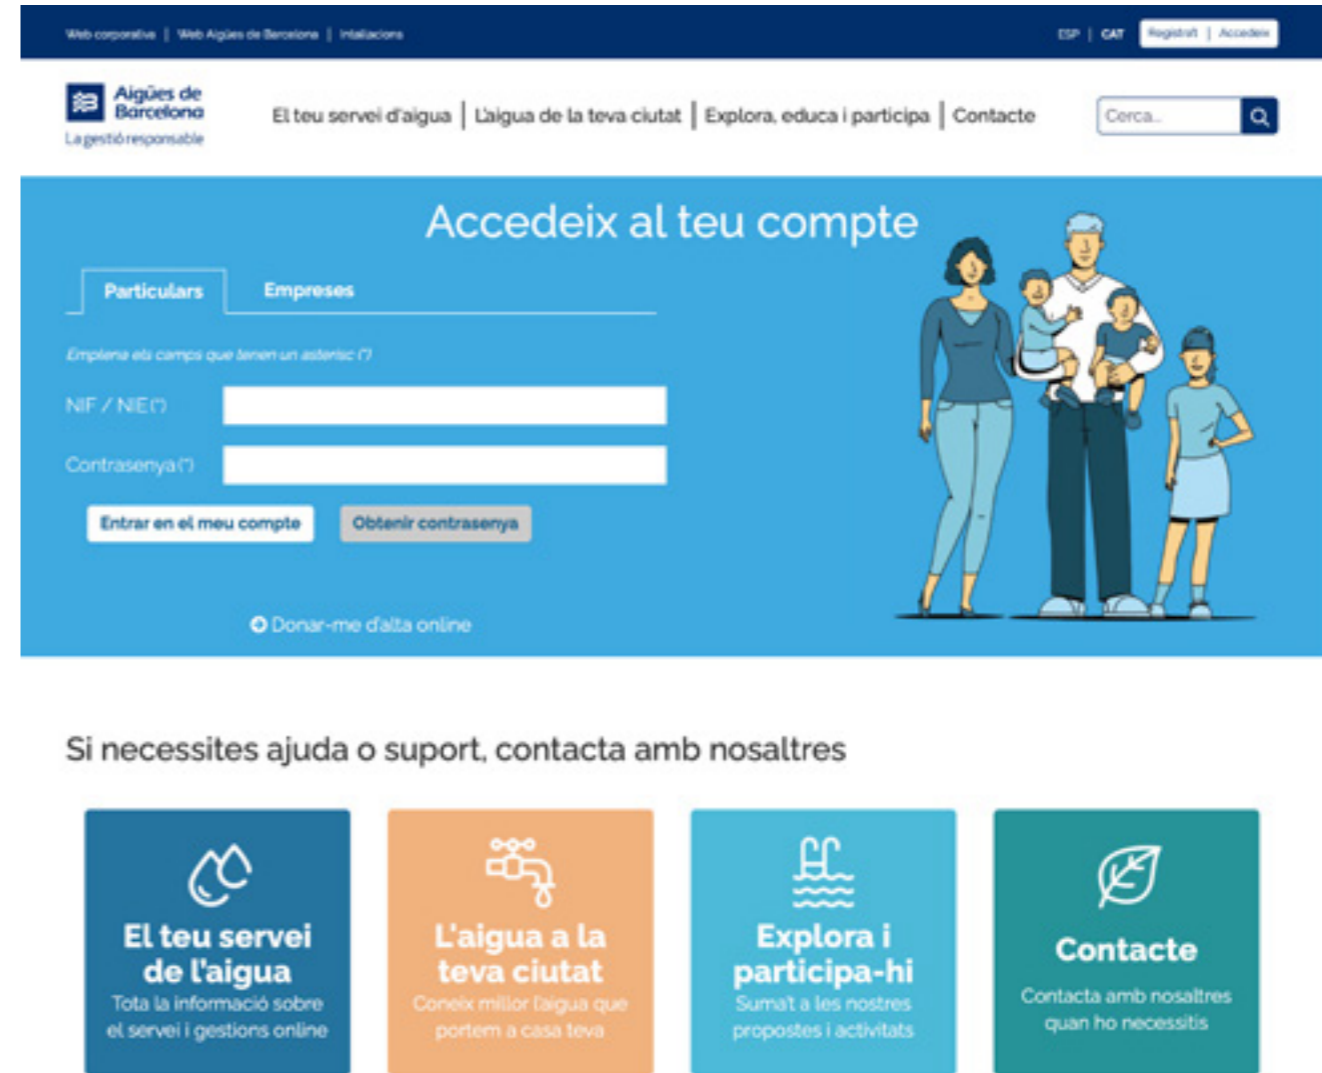 Web corporativa | Web Aigües de Barcelona | Intal·lacions
ESP | CAT Registra't | Accedeix
Aigües de
Barcelona
La gestió responsable
El teu servei d'aigua | L'aigua de la teva ciutat | Explora, educa i participa | Contacte
Cerca...
Accedeix al teu compte
Particulars Empreses
Emplena els camps que tenen un asterisc (*)
NIF / NIE (*)
Contrasenya (*)
Entrar en el meu compte Obtenir contrasenya
Donar-me d'alta online
Si necessites ajuda o suport, contacta amb nosaltres
El teu servei
de l'aigua
Tota la informació sobre
el servei i gestions online
L'aigua a la
teva ciutat
Coneix millor l'aigua que
portem a casa teva
Explora i
participa-hi
Suma't a les nostres
propostes i activitats
Contacte
Contacta amb nosaltres
quan ho necessitis